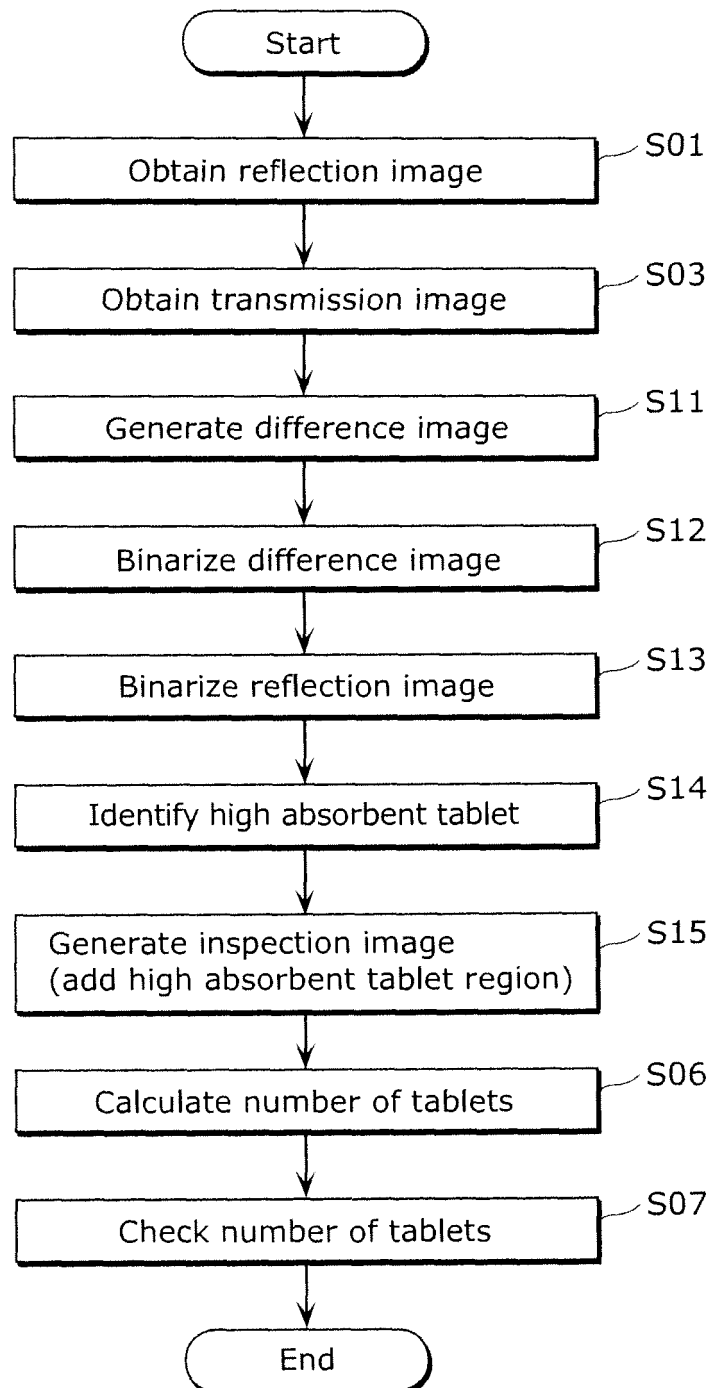 Start
Obtain reflection image
S01
Obtain transmission image
S03
Generate difference image
S11
Binarize difference image
S12
Binarize reflection image
S13
Identify high absorbent tablet
S14
Generate inspection image
(add high absorbent tablet region)
S15
Calculate number of tablets
S06
Check number of tablets
S07
End